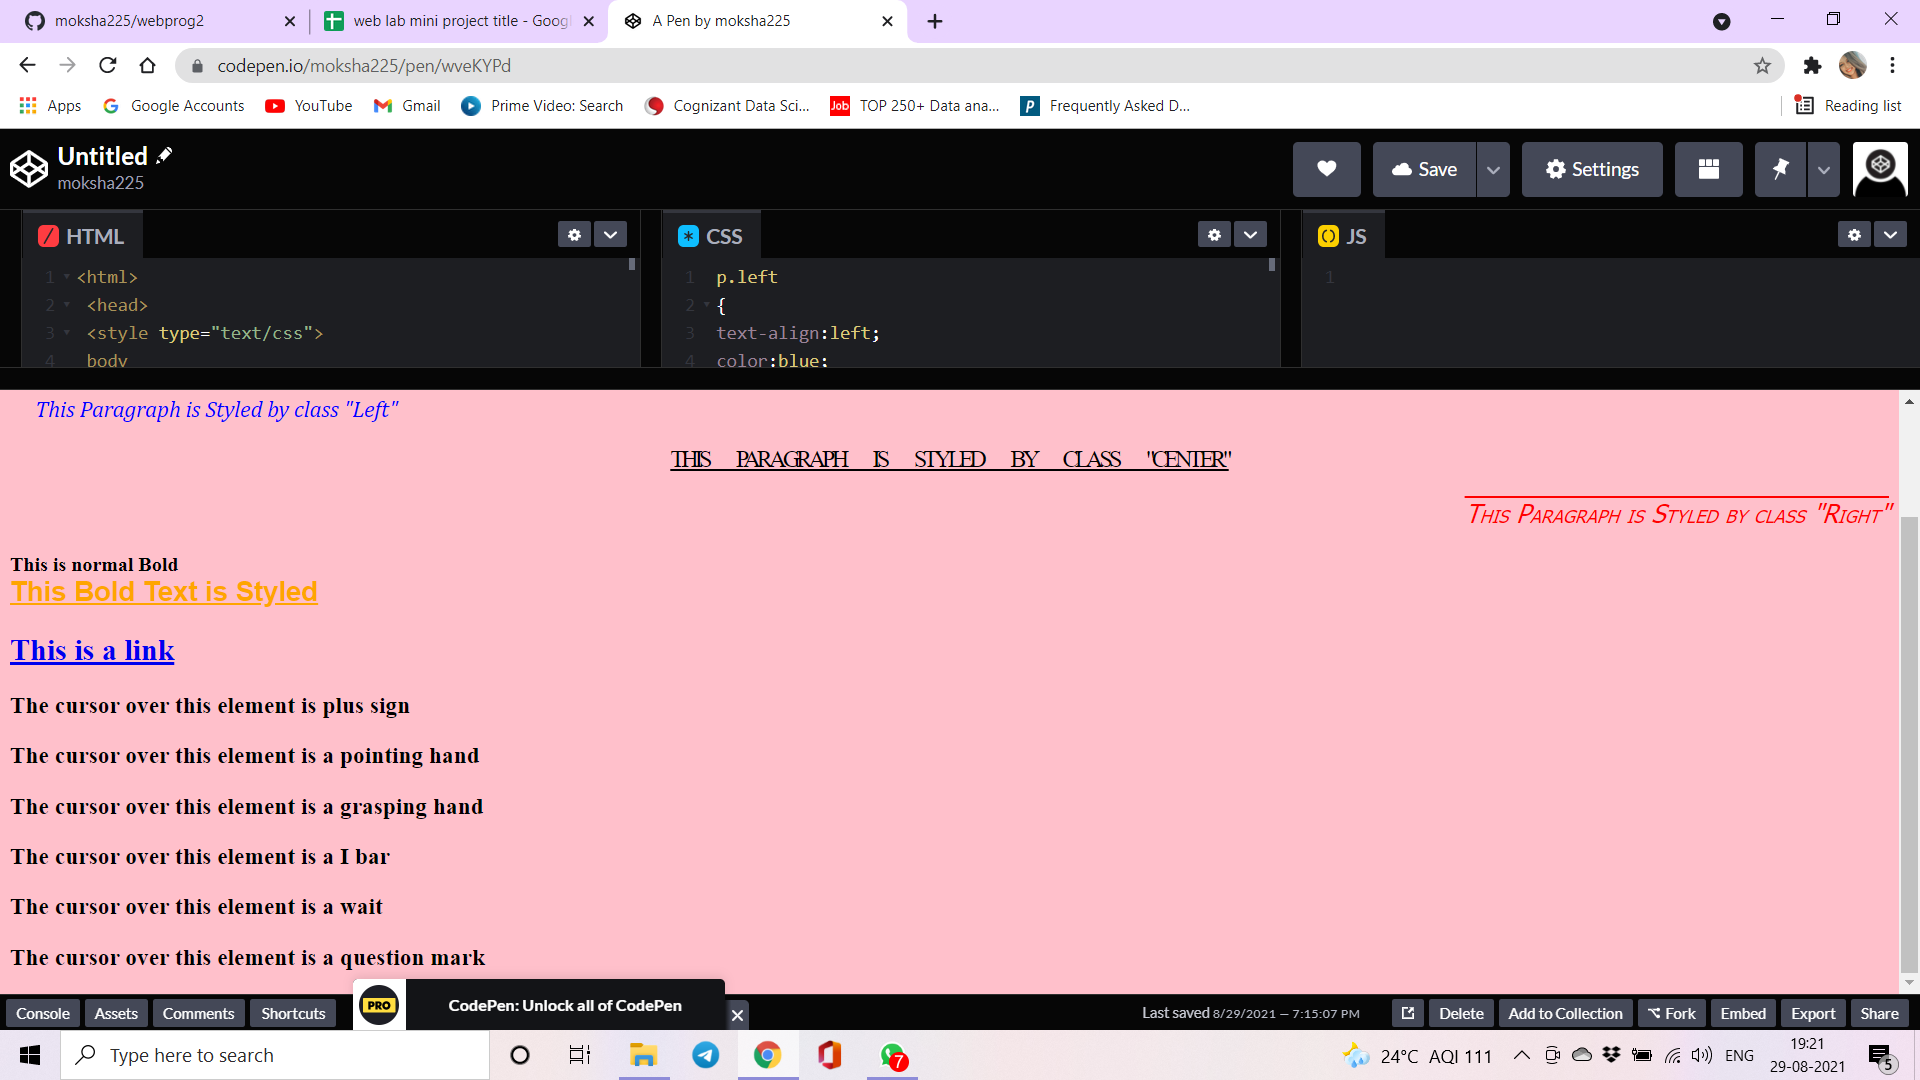 moksha225/webprog2
web lab mini project title - Goog
A Pen by moksha225
codepen.io/moksha225/pen/wveKYPd
Apps
Google Accounts
YouTube
Gmail
Prime Video: Search
Cognizant Data Sci...
Job
TOP 250+ Data ana...
P
Frequently Asked D...
Reading list
Untitled
moksha225
Save
Settings
HTML
CSS
JS
1 <html>
2 <head>
3 <style type="text/css">
4 body
1 p.left
2 {
3 text-align:left;
4 color:blue;
1
This Paragraph is Styled by class "Left"
THIS PARAGRAPH IS STYLED BY CLASS "CENTER"
This Paragraph is Styled by class "Right"
This is normal Bold
This Bold Text is Styled
This is a link
The cursor over this element is plus sign
The cursor over this element is a pointing hand
The cursor over this element is a grasping hand
The cursor over this element is a I bar
The cursor over this element is a wait
The cursor over this element is a question mark
Console
Assets
Comments
Shortcuts
PRO
CodePen: Unlock all of CodePen
Last saved 8/29/2021 — 7:15:07 PM
Delete
Add to Collection
Fork
Embed
Export
Share
Type here to search
7
24°C AQI 111
ENG
19:21
29-08-2021
5